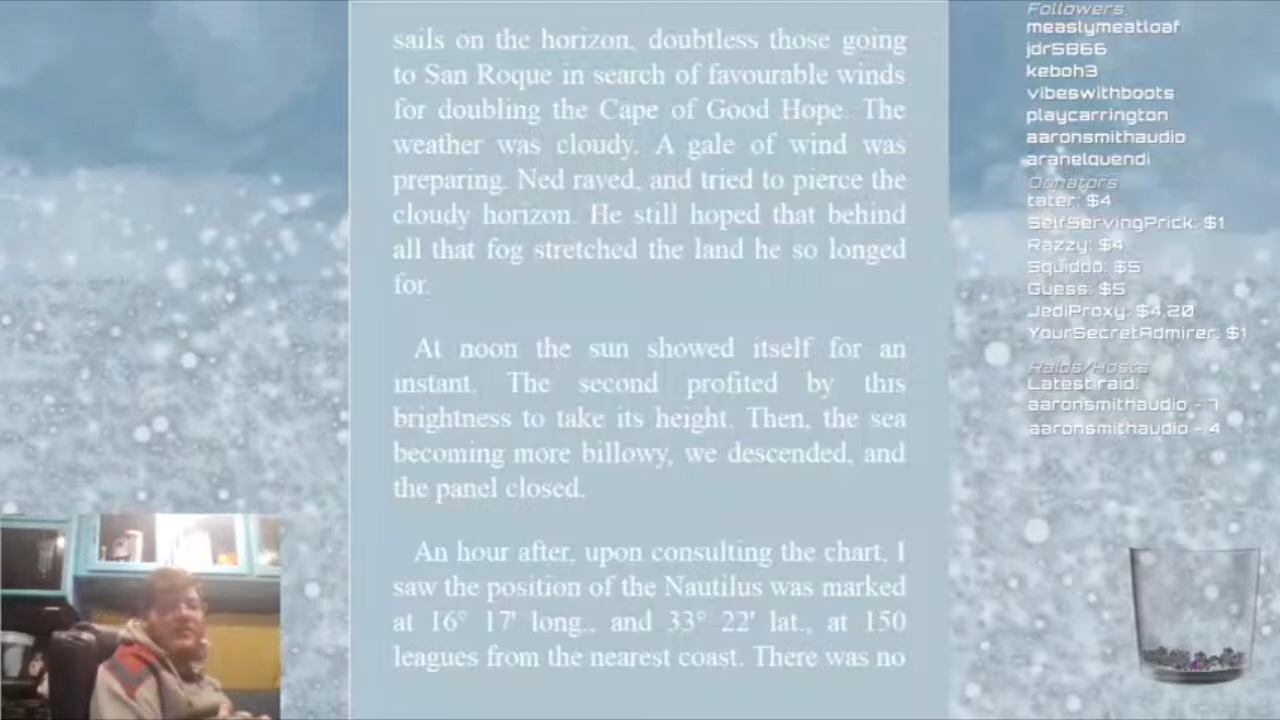 sails on the horizon, doubtless those going
to San Roque in search of favourable winds
for doubling the Cape of Good Hope. The
weather was cloudy. A gale of wind was
preparing. Ned raved, and tried to pierce the
cloudy horizon. He still hoped that behind
all that fog stretched the land he so longed
for.
At noon the sun showed itself for an
instant. The second profited by this
brightness to take its height. Then, the sea
becoming more billowy, we descended, and
the panel closed.
An hour after, upon consulting the chart, I
saw the position of the Nautilus was marked
at 16° 17' long., and 33° 22' lat., at 150
leagues from the nearest coast. There was no
Followers
measlymeatloaf
jdr5866
keboh3
vibeswithboots
playcarrington
aaronsmithaudio
aranelquendi
Donators
tater: $4
SelfServingPrick: $1
Razzy: $4
Squiddo: $5
Guess: $5
JediProxy: $4.20
YourSecretAdmirer: $1
Raids/Hosts
Latest raid:
aaronsmithaudio - 7
aaronsmithaudio - 4